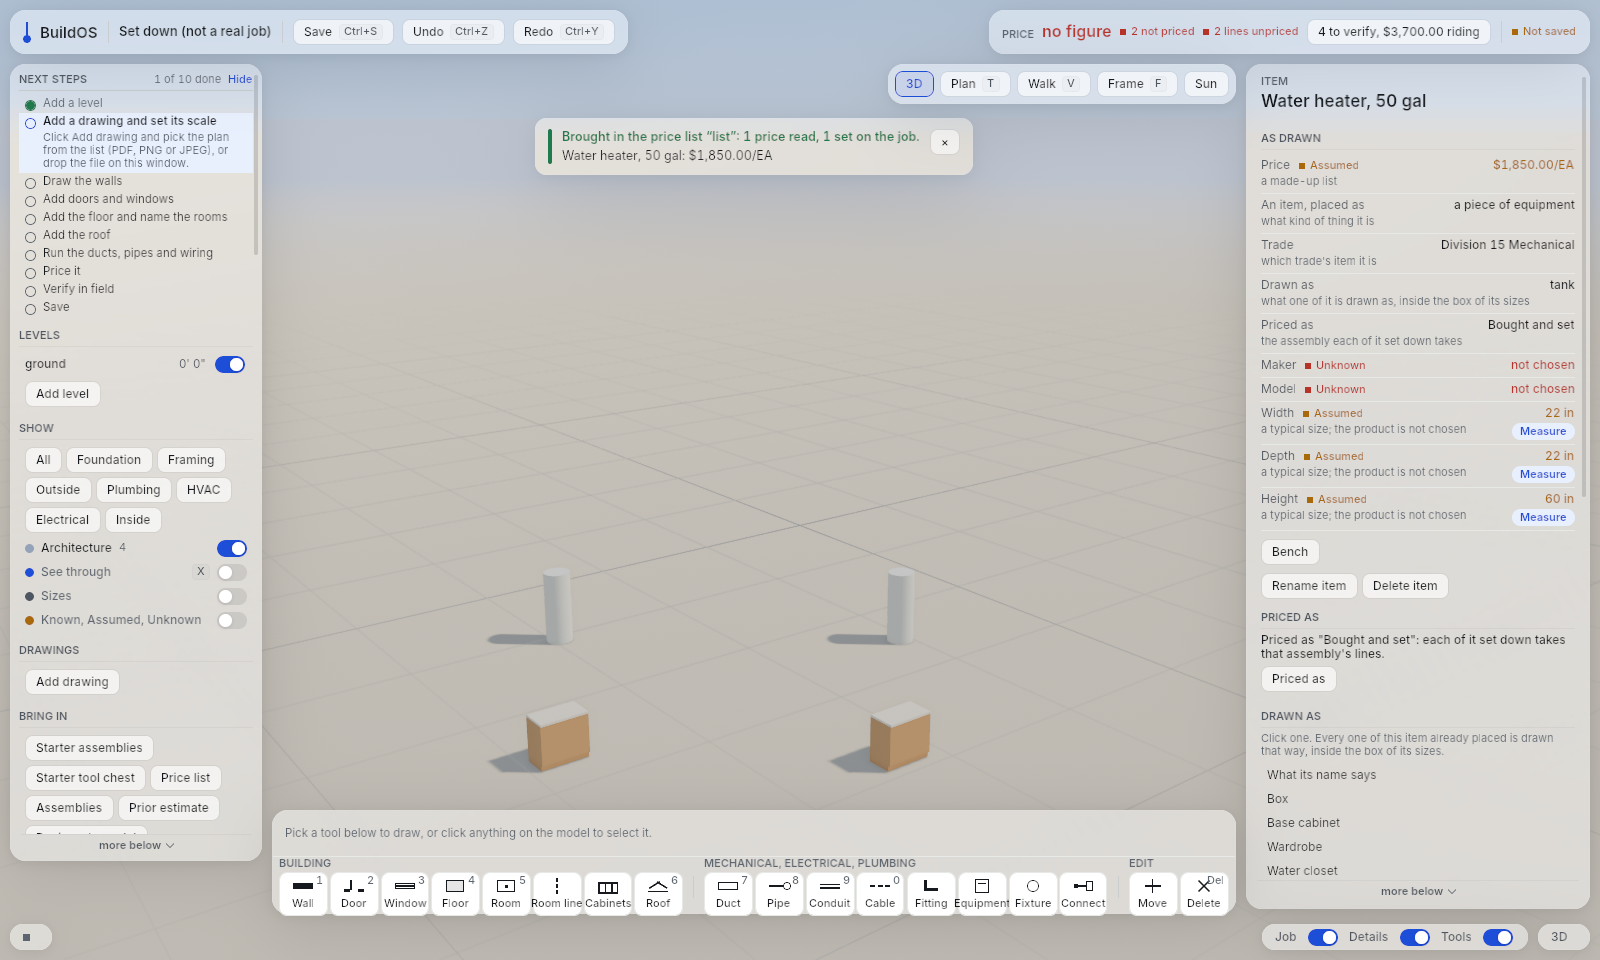 BuildOS
Set down (not a real job)
Save Ctrl+S
Undo Ctrl+Z
Redo Ctrl+Y
PRICE no figure
2 not priced
2 lines unpriced
4 to verify, $3,700.00 riding
Not saved
NEXT STEPS
1 of 10 done
Hide
Add a level
Add a drawing and set its scale
Click Add drawing and pick the plan
from the list (PDF, PNG or JPEG), or
drop the file on this window.
Draw the walls
Add doors and windows
Add the floor and name the rooms
Add the roof
Run the ducts, pipes and wiring
Price it
Verify in field
Save
LEVELS
ground 0' 0"
Add level
SHOW
All Foundation Framing
Outside Plumbing HVAC
Electrical Inside
Architecture 4
See through X
Sizes
Known, Assumed, Unknown
DRAWINGS
Add drawing
BRING IN
Starter assemblies
Starter tool chest Price list
Assemblies Prior estimate
more below
3D
Plan T
Walk V
Frame F
Sun
Brought in the price list “list”: 1 price read, 1 set on the job.
Water heater, 50 gal: $1,850.00/EA
×
Pick a tool below to draw, or click anything on the model to select it.
BUILDING
Wall 1
Door 2
Window 3
Floor 4
Room 5
Room line
Cabinets
Roof 6
MECHANICAL, ELECTRICAL, PLUMBING
Duct 7
Pipe 8
Conduit 9
Cable 0
Fitting
Equipment
Fixture
Connect
EDIT
Move
Delete Del
ITEM
Water heater, 50 gal
AS DRAWN
Price Assumed $1,850.00/EA
a made-up list
An item, placed as a piece of equipment
what kind of thing it is
Trade Division 15 Mechanical
which trade's item it is
Drawn as tank
what one of it is drawn as, inside the box of its sizes
Priced as Bought and set
the assembly each of it set down takes
Maker Unknown not chosen
Model Unknown not chosen
Width Assumed 22 in
a typical size; the product is not chosen Measure
Depth Assumed 22 in
a typical size; the product is not chosen Measure
Height Assumed 60 in
a typical size; the product is not chosen Measure
Bench
Rename item Delete item
PRICED AS
Priced as "Bought and set": each of it set down takes
that assembly's lines.
Priced as
DRAWN AS
Click one. Every one of this item already placed is drawn
that way, inside the box of its sizes.
What its name says
Box
Base cabinet
Wardrobe
Water closet
more below
Job Details Tools 3D